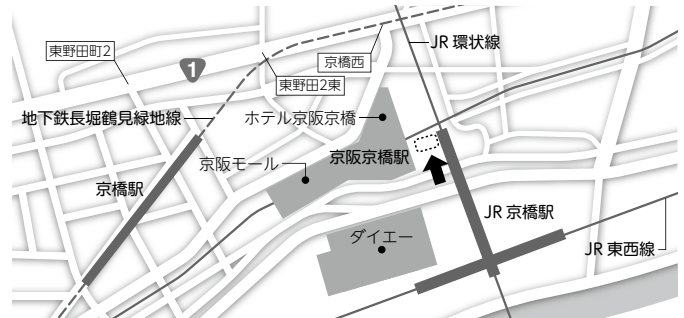 JR 環状線
東野田町2
京橋西
1
東野田2東
地下鉄長堀鶴見緑地線
ホテル京阪京橋
京阪モール
京阪京橋駅
京橋駅
JR 京橋駅
ダイエー
JR 東西線